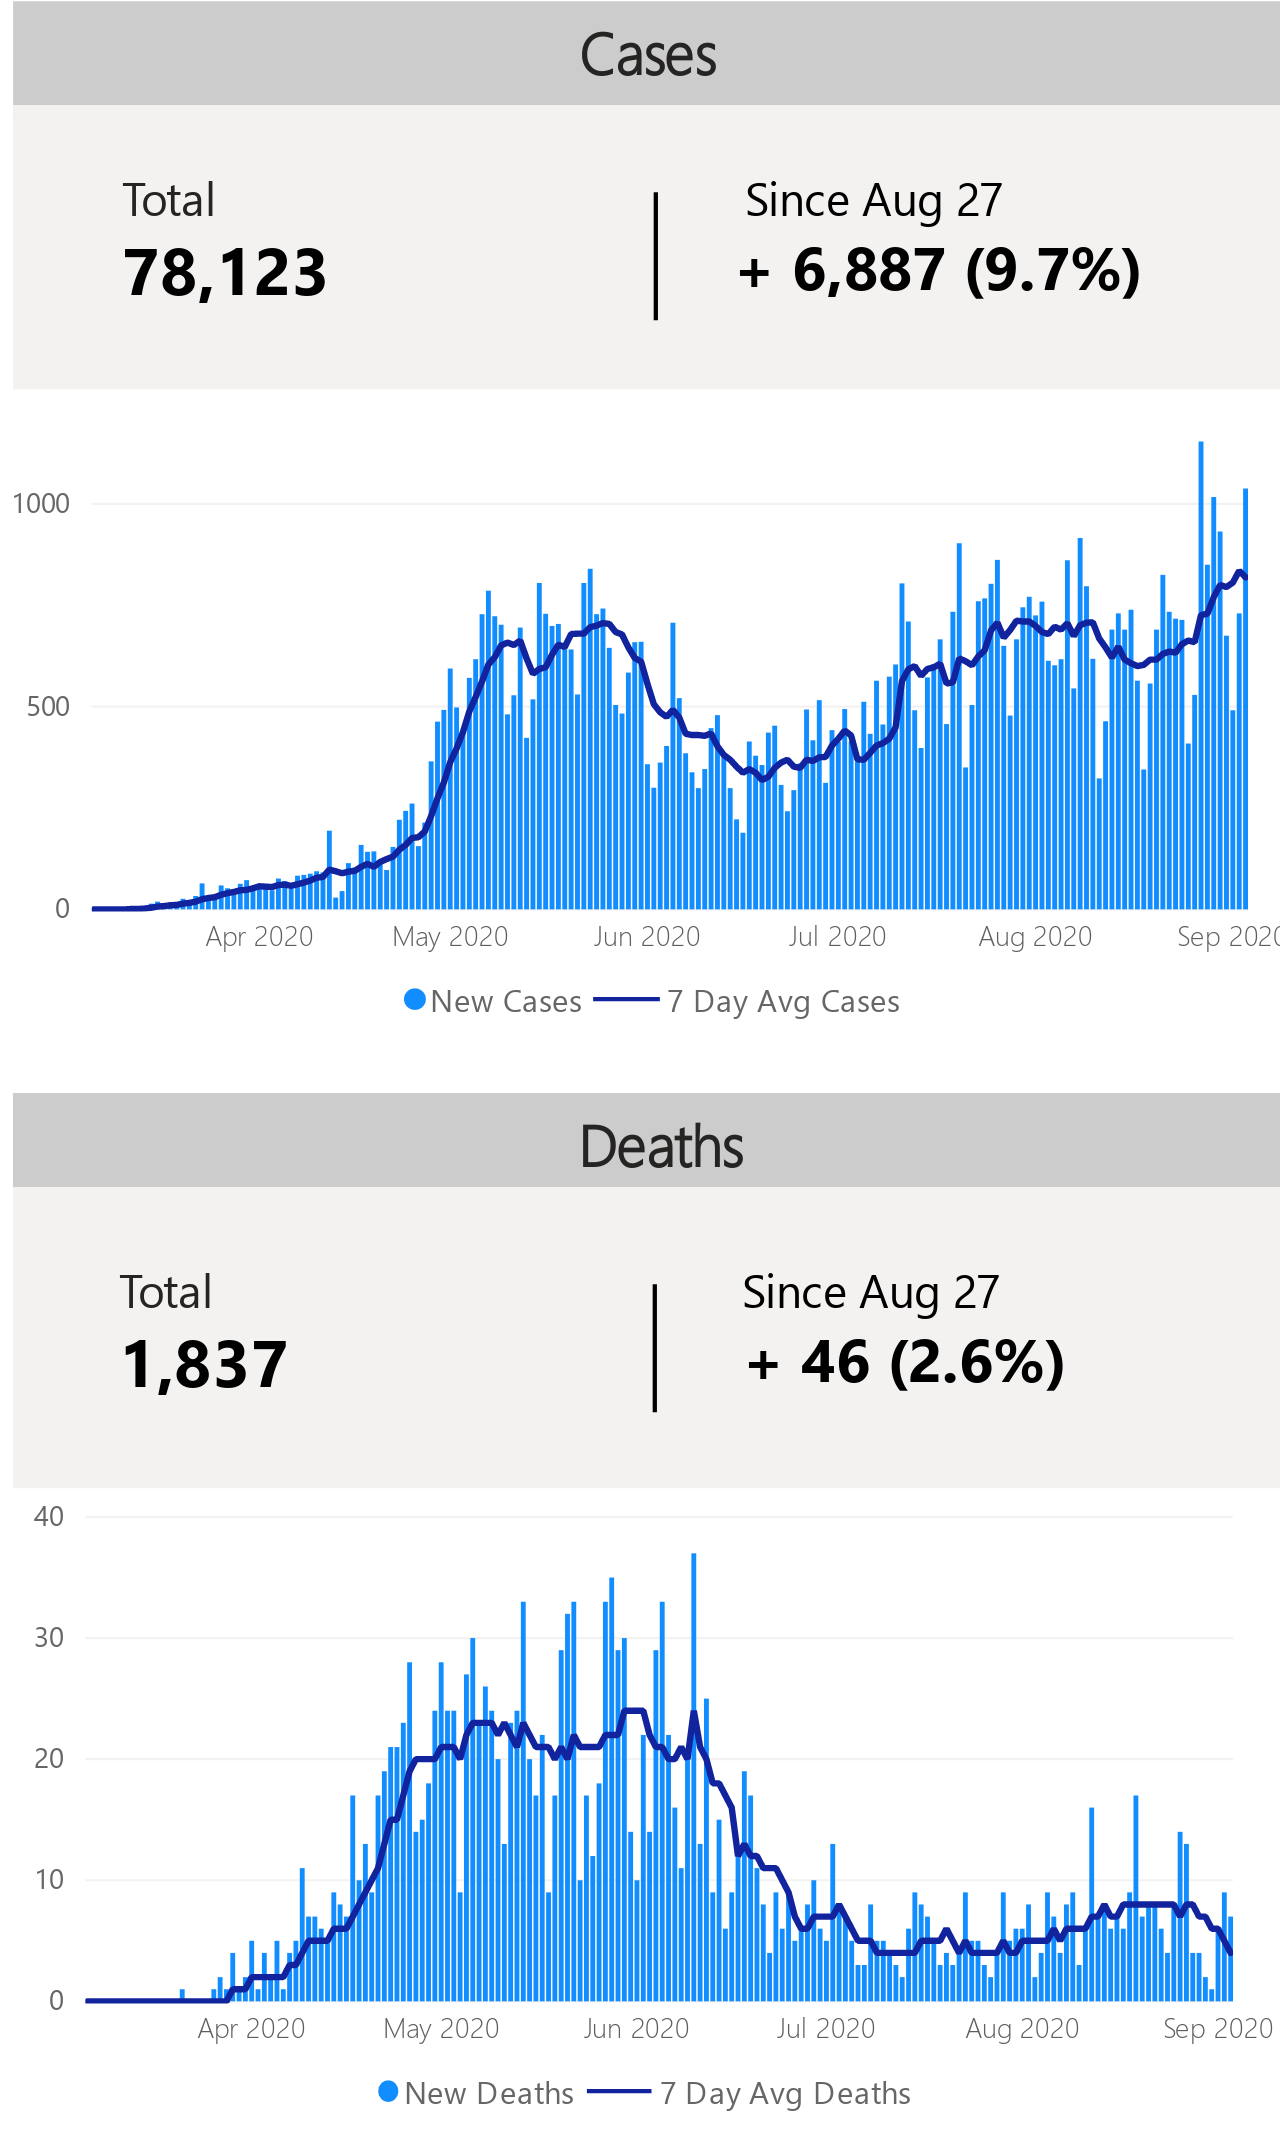 Cases
Total
Since Aug 27
78,123
+ 6,887 (9.7%)
1000
500
0
Apr 2020 May 2020 Jun 2020 Jul 2020 Aug 2020 Sep 2020
New Cases 7 Day Avg Cases
Deaths
Total
Since Aug 27
1,837
+ 46 (2.6%)
40
30
20
10
0
Apr 2020 May 2020 Jun 2020 Jul 2020 Aug 2020 Sep 2020
New Deaths 7 Day Avg Deaths